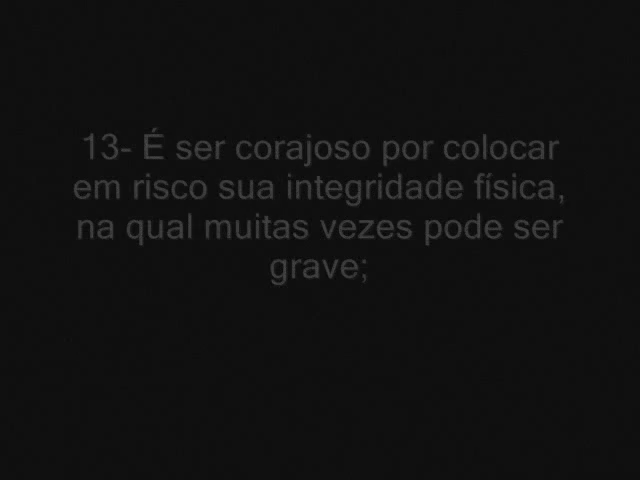 13- É ser corajoso por colocar
em risco sua integridade física,
na qual muitas vezes pode ser
grave;